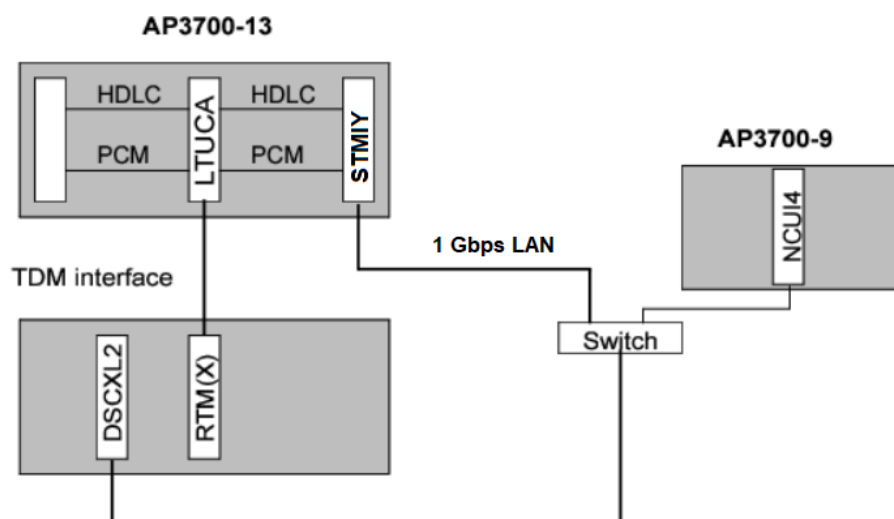 AP3700-13
HDLC
HDLC
PCM
LTUCA
PCM
STMIY
AP3700-9
NCUI4
1 Gbps LAN
TDM interface
Switch
DSCXL2
RTM(X)